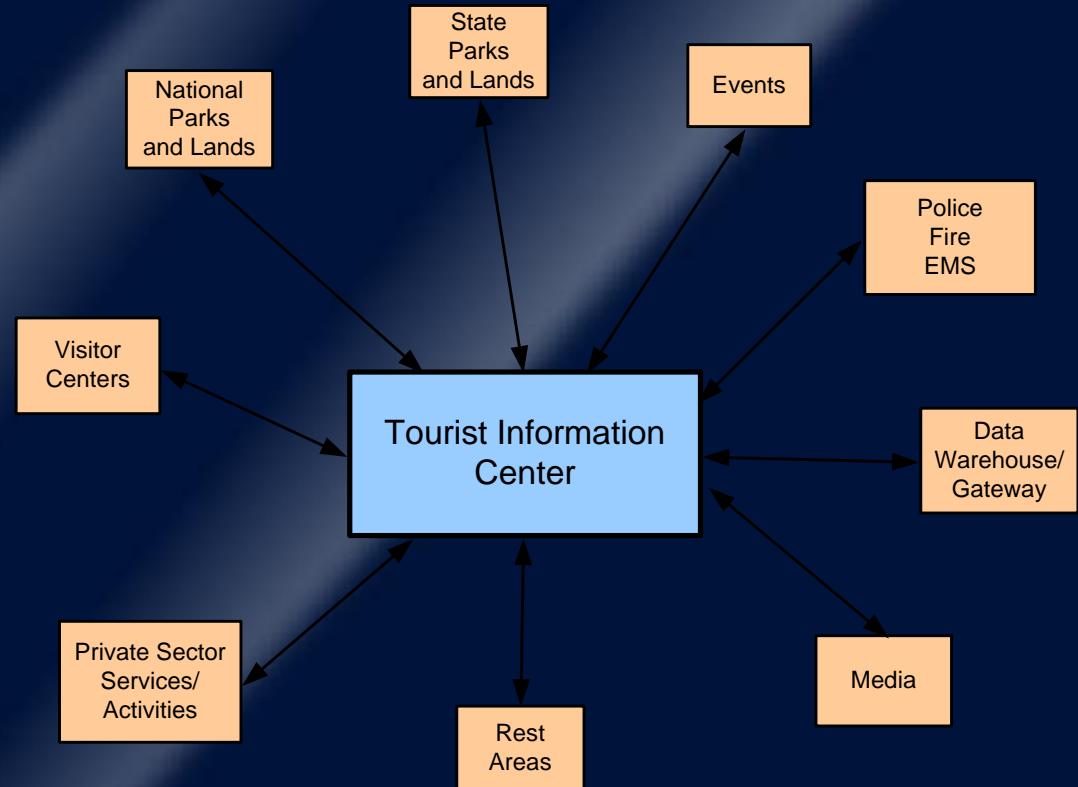 State
Parks
and Lands
National
Parks
and Lands
Events
Police
Fire
EMS
Visitor
Centers
Tourist Information
Center
Data
Warehouse/
Gateway
Private Sector
Services/
Activities
Media
Rest
Areas